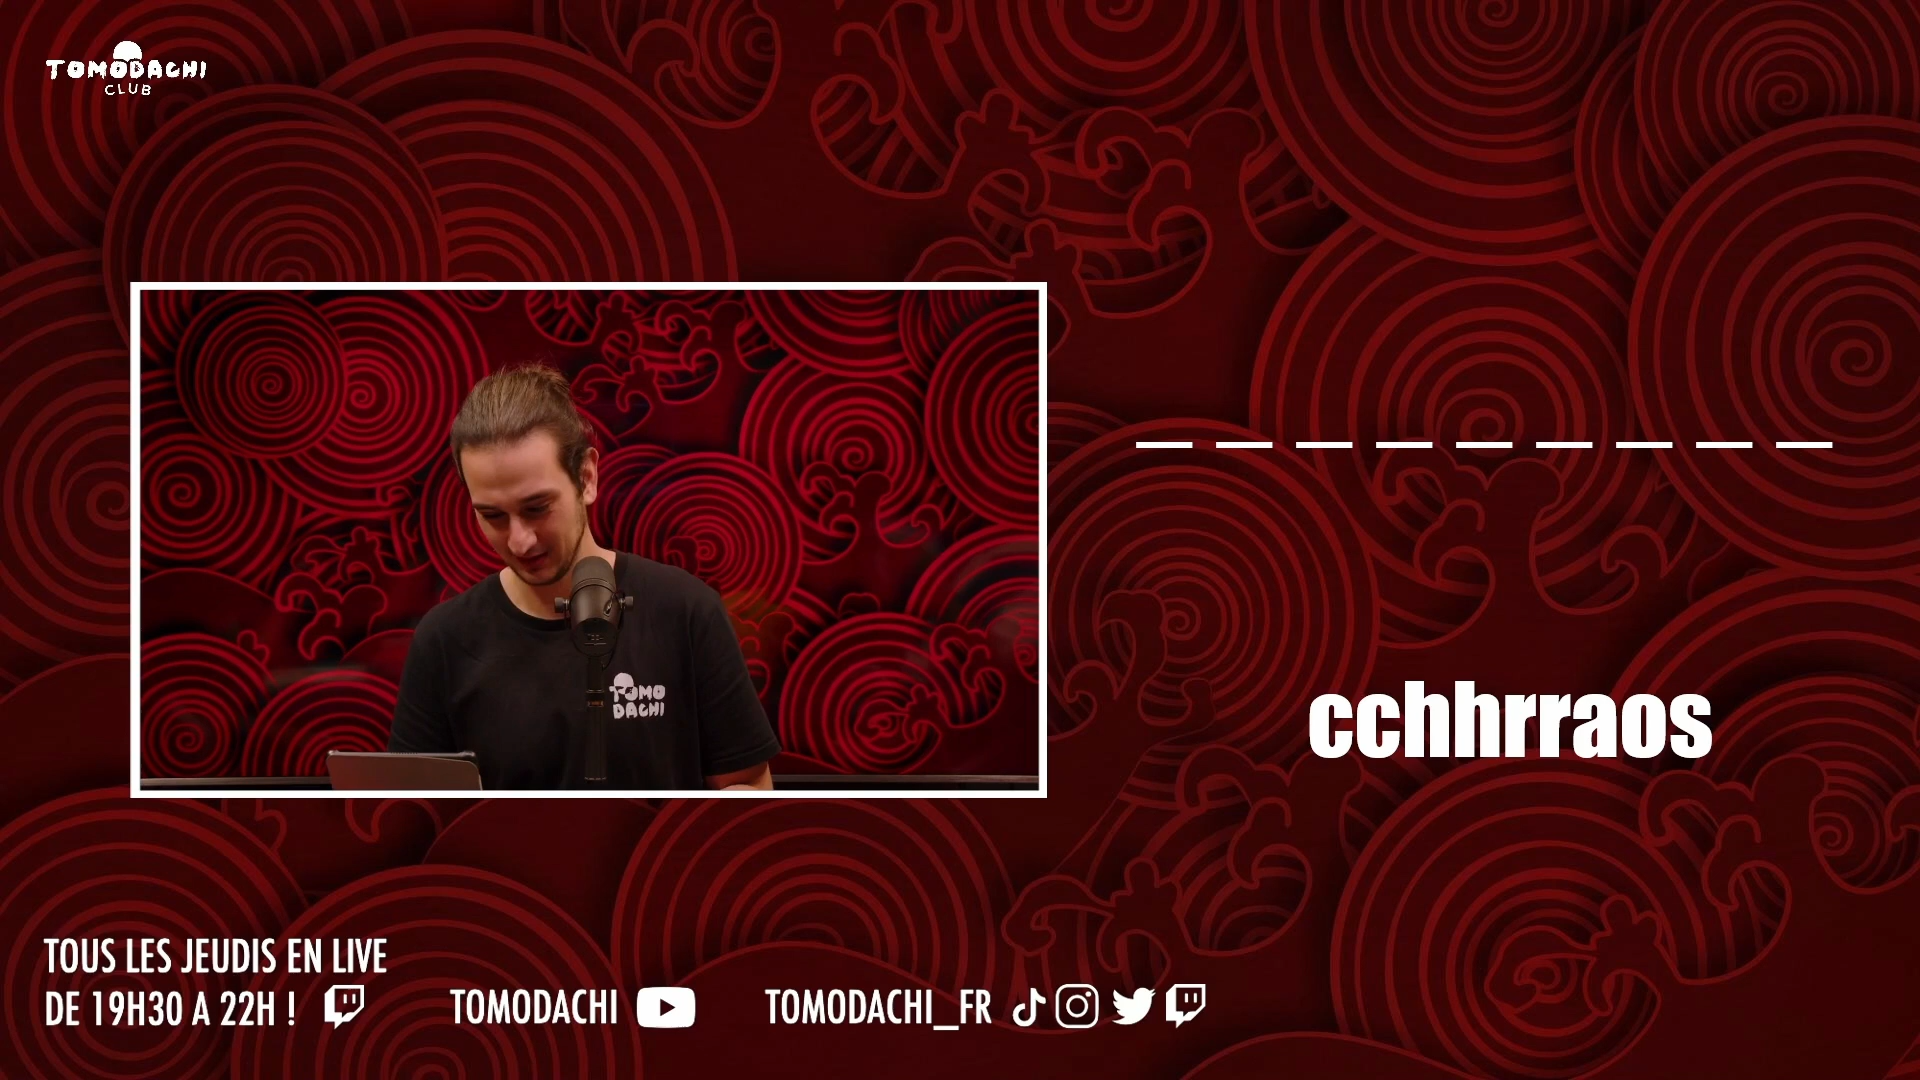 TOMODACHI
CLUB
TOMO
DACHI
cchhrraos
TOUS LES JEUDIS EN LIVE
DE 19H30 A 22H !
TOMODACHI
TOMODACHI_FR